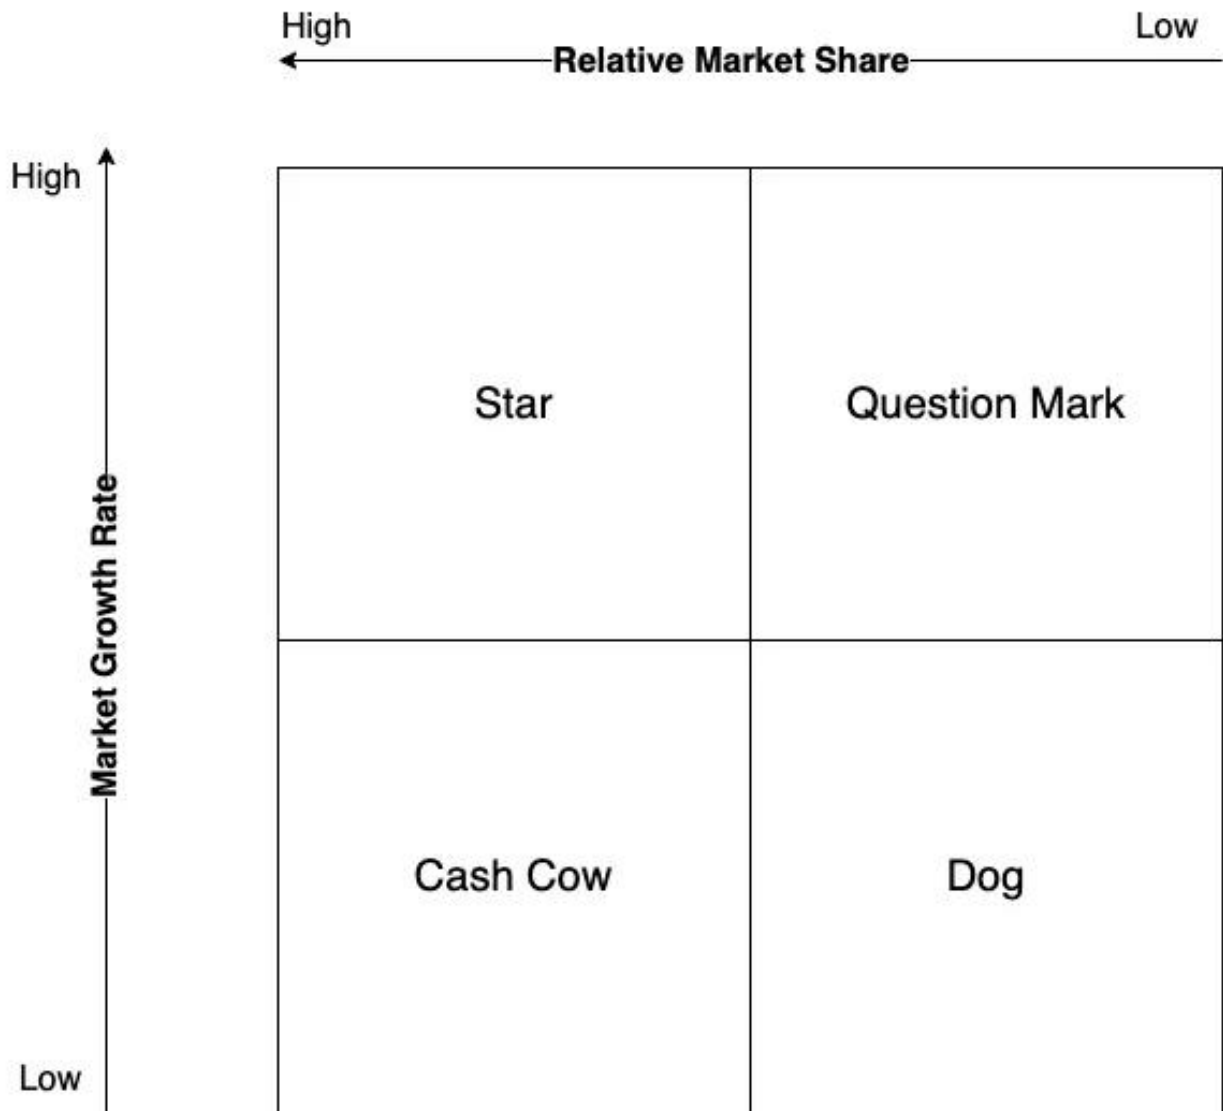 High
Low
Relative Market Share
High
Star
Question Mark
Market Growth Rate
Cash Cow
Dog
Low